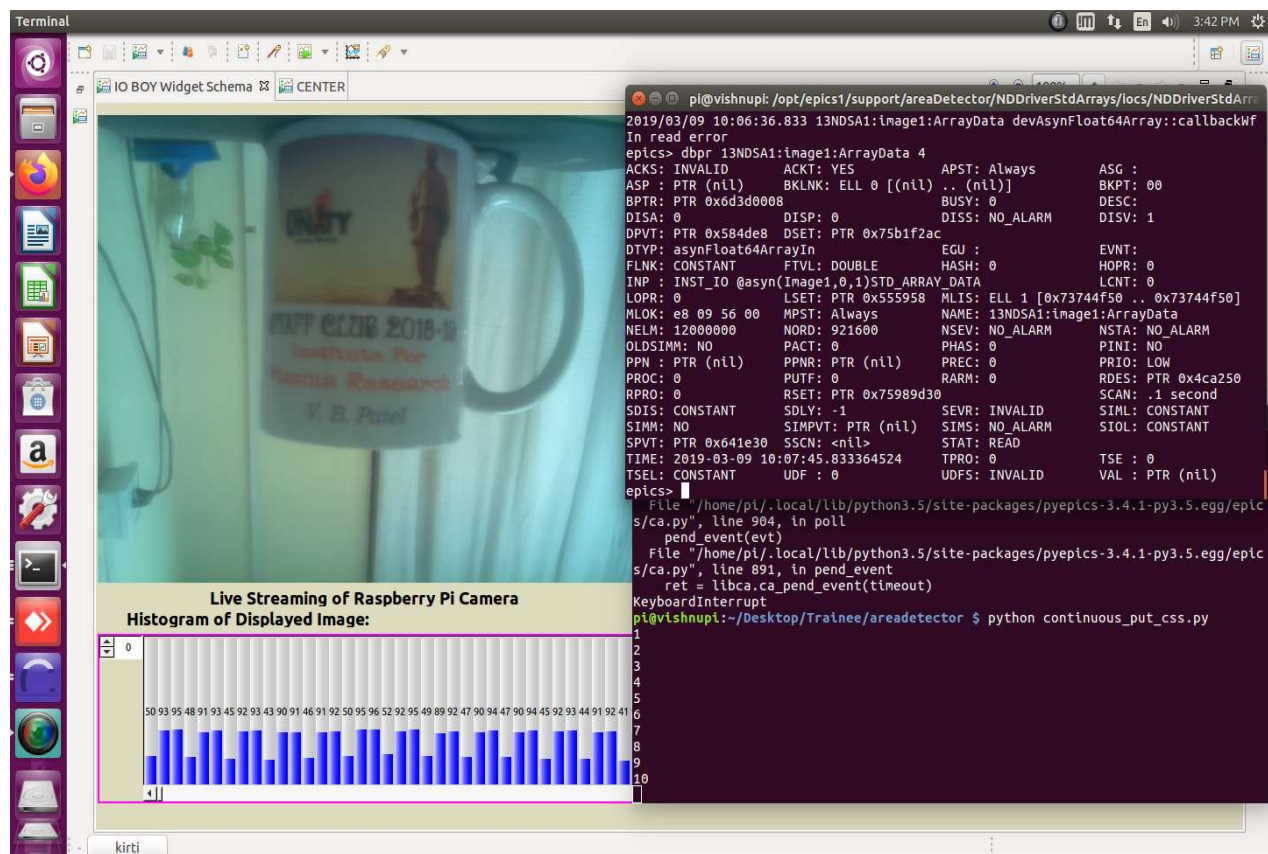 Terminal
En 3:42 PM
IO BOY Widget Schema CENTER
100%
STAFF CLUB 2018-19
Institute For
Plasma Research
V. B. Patel
Live Streaming of Raspberry Pi Camera
Histogram of Displayed Image:
0
50 93 95 48 91 93 45 92 93 43 90 91 46 91 92 50 95 96 52 92 95 49 89 92 47 90 94 47 90 94 45 92 93 44 91 92 41
kirti
pi@vishnupi: /opt/epics1/support/areaDetector/NDDriverStdArrays/iocs/NDDriverStdArra
2019/03/09 10:06:36.833 13NDSA1:image1:ArrayData devAsynFloat64Array::callbackWf
In read error
epics> dbpr 13NDSA1:image1:ArrayData 4
ACKS: INVALID ACKT: YES APST: Always ASG :
ASP : PTR (nil) BKLNK: ELL 0 [(nil) .. (nil)] BKPT: 00
BPTR: PTR 0x6d3d0008 BUSY: 0 DESC:
DISA: 0 DISP: 0 DISS: NO_ALARM DISV: 1
DPVT: PTR 0x584de8 DSET: PTR 0x75b1f2ac
DTYP: asynFloat64ArrayIn EGU : EVNT:
FLNK: CONSTANT FTVL: DOUBLE HASH: 0 HOPR: 0
INP : INST_IO @asyn(Image1,0,1)STD_ARRAY_DATA LCNT: 0
LOPR: 0 LSET: PTR 0x555958 MLIS: ELL 1 [0x73744f50 .. 0x73744f50]
MLOK: e8 09 56 00 MPST: Always NAME: 13NDSA1:image1:ArrayData
NELM: 12000000 NORD: 921600 NSEV: NO_ALARM NSTA: NO_ALARM
OLDSIMM: NO PACT: 0 PHAS: 0 PINI: NO
PPN : PTR (nil) PPNR: PTR (nil) PREC: 0 PRIO: LOW
PROC: 0 PUTF: 0 RARM: 0 RDES: PTR 0x4ca250
RPRO: 0 RSET: PTR 0x75989d30 SCAN: .1 second
SDIS: CONSTANT SDLY: -1 SEVR: INVALID SIML: CONSTANT
SIMM: NO SIMPVT: PTR (nil) SIMS: NO_ALARM SIOL: CONSTANT
SPVT: PTR 0x641e30 SSCN: <nil> STAT: READ
TIME: 2019-03-09 10:07:45.833364524 TPRO: 0 TSE : 0
TSEL: CONSTANT UDF : 0 UDFS: INVALID VAL : PTR (nil)
epics>
File "/home/pi/.local/lib/python3.5/site-packages/pyepics-3.4.1-py3.5.egg/epic
s/ca.py", line 904, in poll
pend_event(evt)
File "/home/pi/.local/lib/python3.5/site-packages/pyepics-3.4.1-py3.5.egg/epic
s/ca.py", line 891, in pend_event
ret = libca.ca_pend_event(timeout)
KeyboardInterrupt
pi@vishnupi:~/Desktop/Trainee/areadetector $ python continuous_put_css.py
1
2
3
4
5
6
7
8
9
10